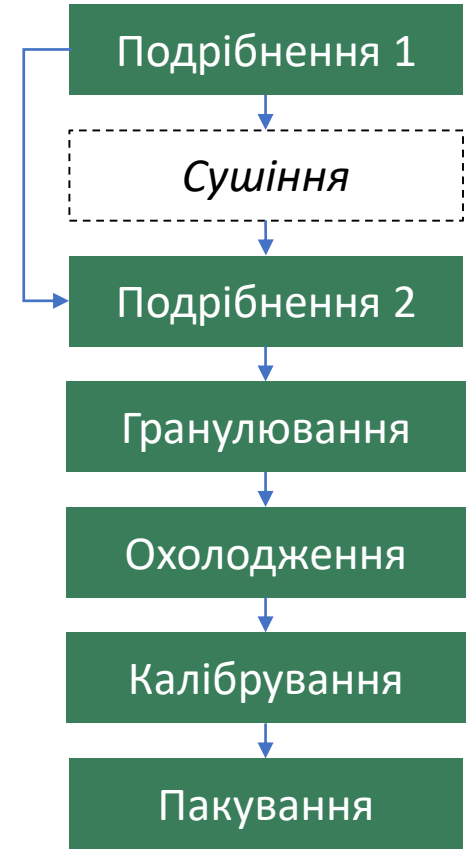 Подрібнення 1
Сушіння
Подрібнення 2
Гранулювання
Охолодження
Калібрування
Пакування